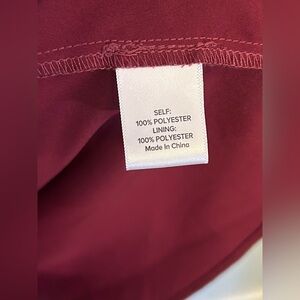 SELF:
100% POLYESTER
LINING:
100% POLYESTER
Made In China